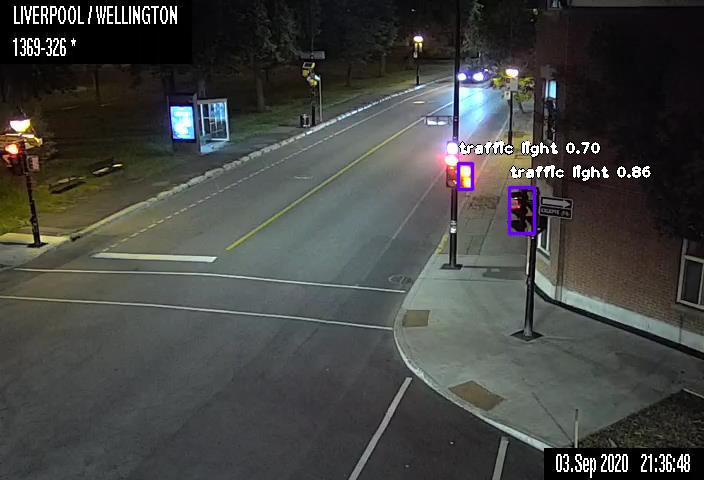 LIVERPOOL / WELLINGTON
1369-326 *
traffic light 0.70
traffic light 0.86
03.Sep 2020 21:36:48